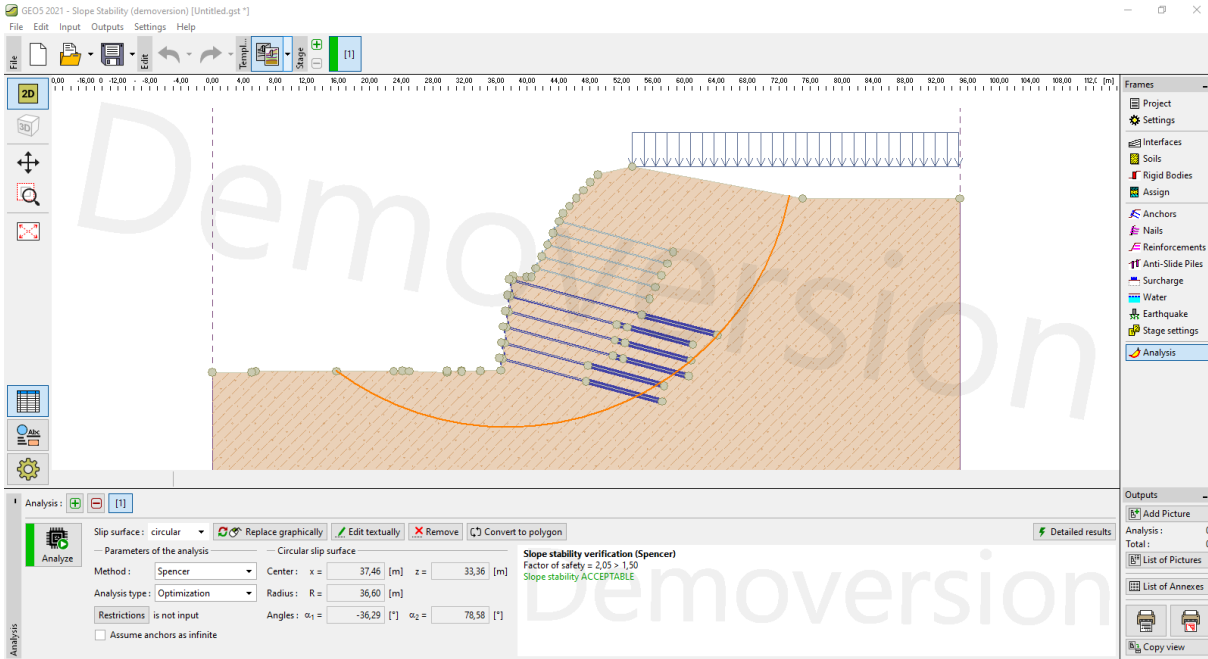 GEO5 2021 - Slope Stability (demoversion) [Untitled.gst *]
File Edit Input Outputs Settings Help
File Edit Templ... Stage [1]
0,00 -16,00 -12,00 -8,00 -4,00 0,00 4,00 8,00 12,00 16,00 20,00 24,00 28,00 32,00 36,00 40,00 44,00 48,00 52,00 56,00 60,00 64,00 68,00 72,00 76,00 80,00 84,00 88,00 92,00 96,00 100,00 104,00 108,00 112,0 [m]
2D
3D
Abc
Demoversion
Frames
Project
Settings
Interfaces
Soils
Rigid Bodies
Assign
Anchors
Nails
Reinforcements
Anti-Slide Piles
Surcharge
Water
Earthquake
Stage settings
Analysis
Analysis : [1]
Analyze
Slip surface : circular Replace graphically Edit textually Remove Convert to polygon Detailed results
Parameters of the analysis
Method : Spencer
Analysis type : Optimization
Restrictions is not input
Assume anchors as infinite
Circular slip surface
Center : x = 37,46 [m] z = 33,36 [m]
Radius : R = 36,60 [m]
Angles : α1 = -36,29 [°] α2 = 78,58 [°]
Slope stability verification (Spencer)
Factor of safety = 2,05 > 1,50
Slope stability ACCEPTABLE
Demoversion
Analysis
Outputs
Add Picture
Analysis : 0
Total : 0
List of Pictures
List of Annexes
Copy view